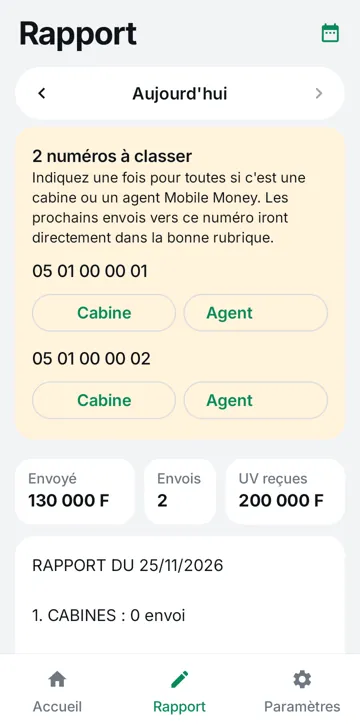 Rapport
Aujourd'hui
2 numéros à classer
Indiquez une fois pour toutes si c'est une
cabine ou un agent Mobile Money. Les
prochains envois vers ce numéro iront
directement dans la bonne rubrique.
05 01 00 00 01
Cabine Agent
05 01 00 00 02
Cabine Agent
Envoyé Envois UV reçues
130 000 F 2 200 000 F
RAPPORT DU 25/11/2026
1. CABINES : 0 envoi
Accueil Rapport Paramètres